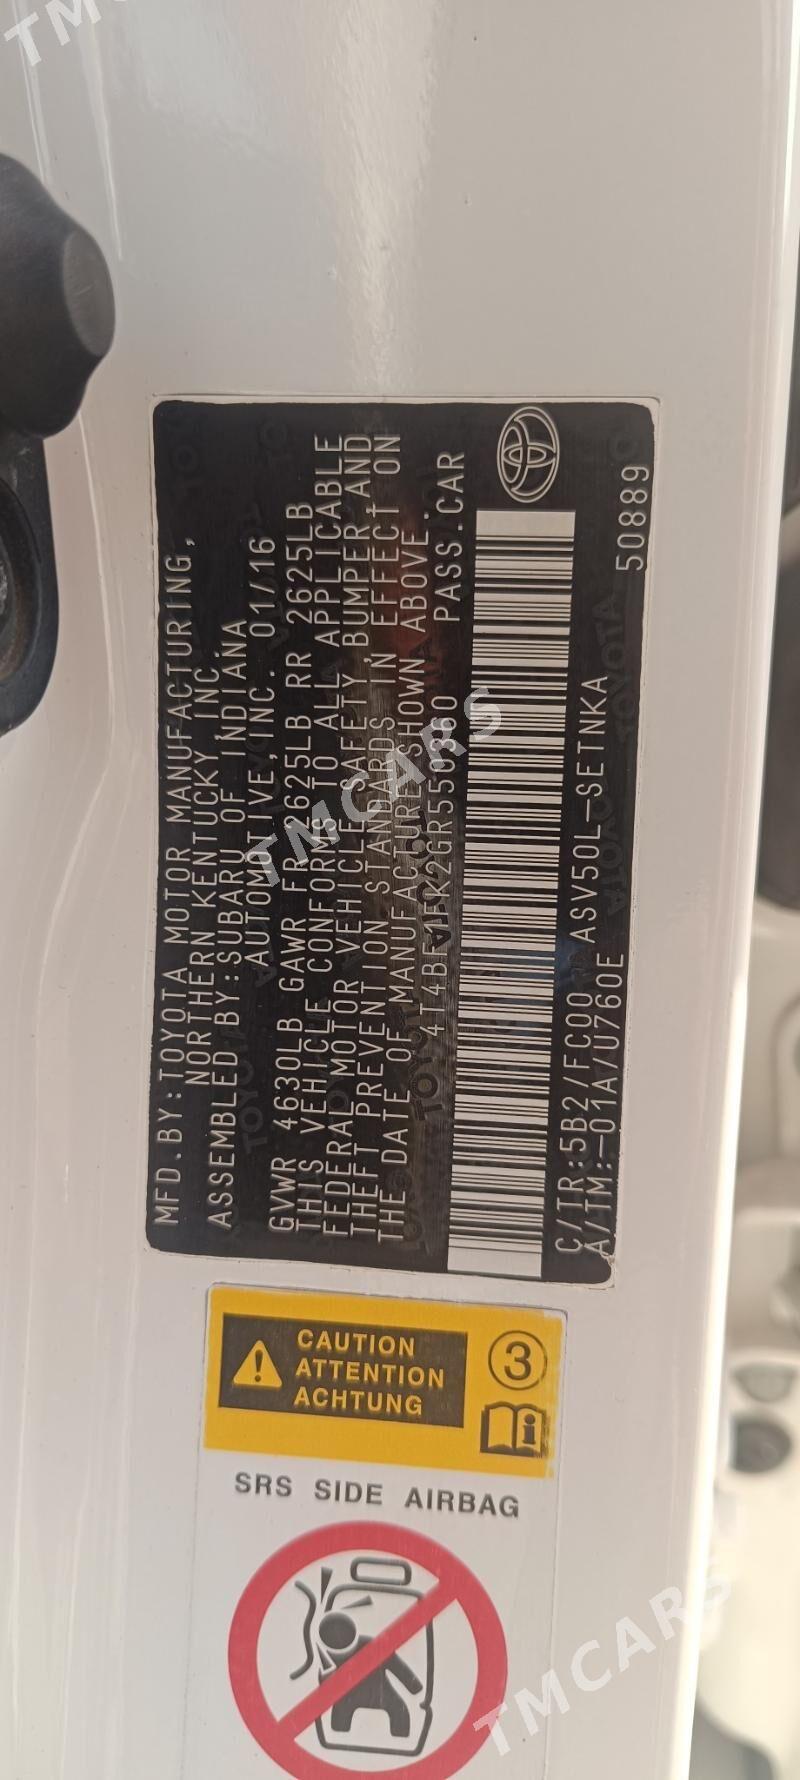 MFD.BY:TOYOTA MOTOR MANUFACTURING,
NORTHERN KENTUCKY,INC.
ASSEMBLED BY:SUBARU OF INDIANA
AUTOMOTIVE,INC. 01/16
GVWR 4630LB GAWR FR 2625LB RR 2625LB
THIS VEHICLE CONFORMS TO ALL APPLICABLE
FEDERAL MOTOR VEHICLE SAFETY,BUMPER,AND
THEFT PREVENTION STANDARDS IN EFFECT ON
THE DATE OF MANUFACTURE SHOWN ABOVE.
PASS.CAR
C/TR:5B2/FC00 ASV50L-SETNKA
A/TM:-01A/U760E
50889
CAUTION
ATTENTION
ACHTUNG
3
SRS SIDE AIRBAG
TMCARS
TMCARS